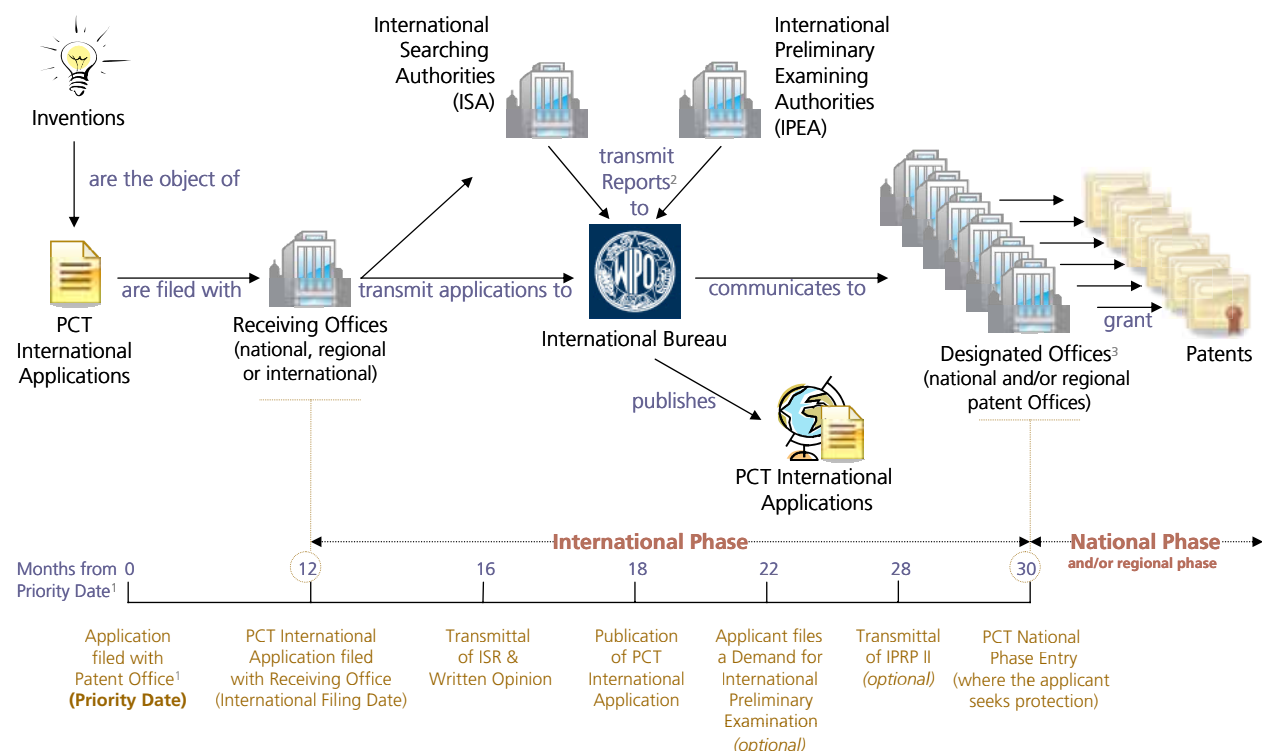 Inventions
are the object of
PCT
International
Applications
are filed with
Receiving Offices
(national, regional
or international)
transmit applications to
International
Searching
Authorities
(ISA)
International
Preliminary
Examining
Authorities
(IPEA)
transmit
Reports²
to
WIPO
International Bureau
publishes
PCT International
Applications
communicates to
Designated Offices³
(national and/or regional
patent Offices)
grant
Patents
International Phase
National Phase
and/or regional phase
Months from
Priority Date¹
0
12
16
18
22
28
30
Application
filed with
Patent Office¹
(Priority Date)
PCT International
Application filed
with Receiving Office
(International Filing Date)
Transmittal
of ISR &
Written Opinion
Publication
of PCT
International
Application
Applicant files
a Demand for
International
Preliminary
Examination
(optional)
Transmittal
of IPRP II
(optional)
PCT National
Phase Entry
(where the applicant
seeks protection)